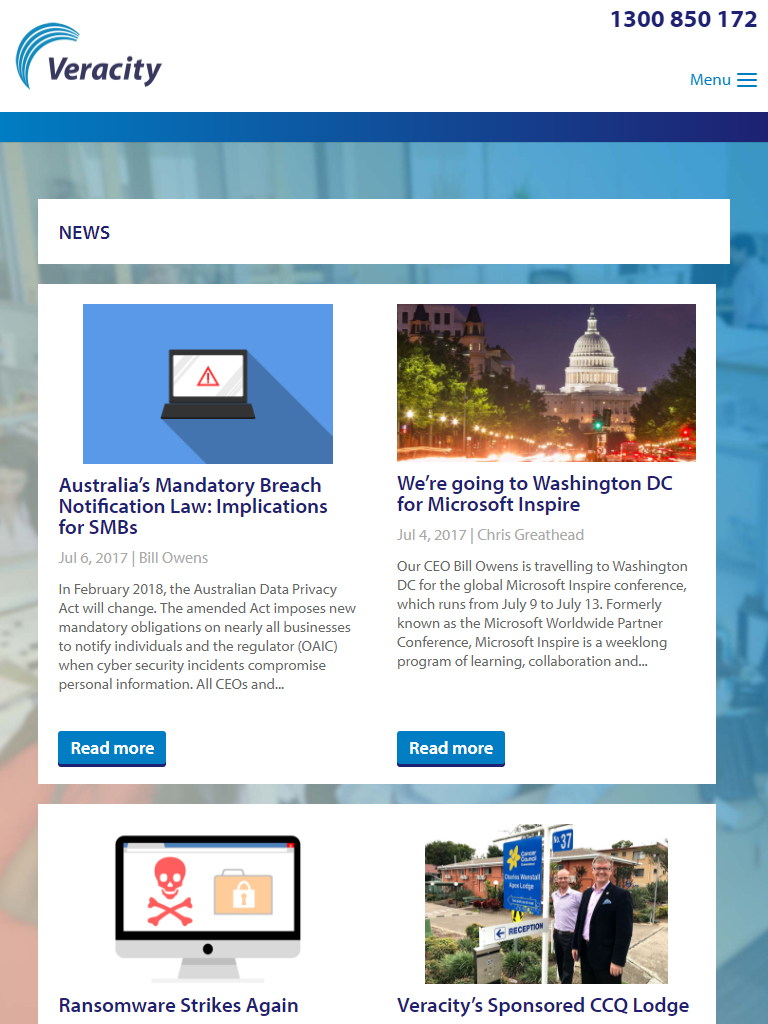 1300 850 172
Veracity
Menu
NEWS
Australia’s Mandatory Breach
Notification Law: Implications
for SMBs
Jul 6, 2017 | Bill Owens
In February 2018, the Australian Data Privacy
Act will change. The amended Act imposes new
mandatory obligations on nearly all businesses
to notify individuals and the regulator (OAIC)
when cyber security incidents compromise
personal information. All CEOs and...
Read more
We’re going to Washington DC
for Microsoft Inspire
Jul 4, 2017 | Chris Greathead
Our CEO Bill Owens is travelling to Washington
DC for the global Microsoft Inspire conference,
which runs from July 9 to July 13. Formerly
known as the Microsoft Worldwide Partner
Conference, Microsoft Inspire is a weeklong
program of learning, collaboration and...
Read more
No. 37
Cancer
Council
Charles Wanstall
Apex Lodge
RECEPTION
Ransomware Strikes Again
Veracity’s Sponsored CCQ Lodge